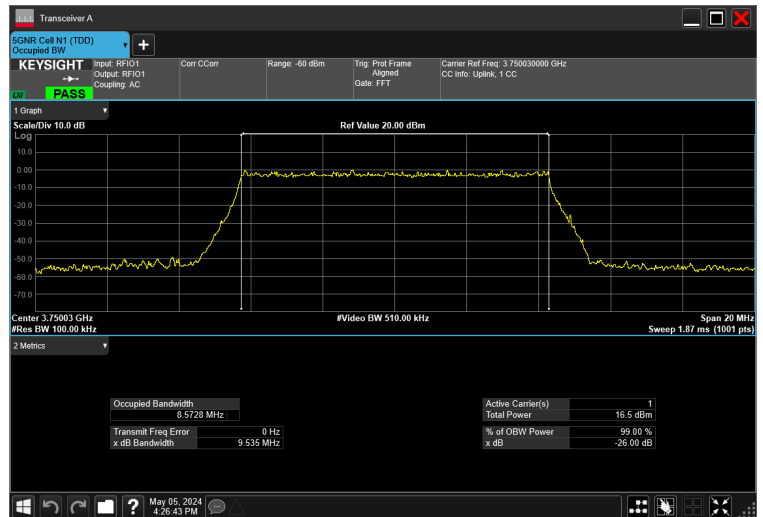 Transceiver A
5GNR Cell N1 (TDD)
Occupied BW
KEYSIGHT
LXI
PASS
Input: RFIO1
Output: RFIO1
Coupling: AC
Corr CCorr
Range: -60 dBm
Trig: Prot Frame
Aligned
Gate: FFT
Carrier Ref Freq: 3.750030000 GHz
CC Info: Uplink, 1 CC
1 Graph
Scale/Div 10.0 dB
Ref Value 20.00 dBm
Log
10.0
0.00
-10.0
-20.0
-30.0
-40.0
-50.0
-60.0
-70.0
Center 3.75003 GHz
#Video BW 510.00 kHz
Span 20 MHz
#Res BW 100.00 kHz
Sweep 1.87 ms (1001 pts)
2 Metrics
Occupied Bandwidth
8.5728 MHz
Transmit Freq Error 0 Hz
x dB Bandwidth 9.535 MHz
Active Carrier(s) 1
Total Power 16.5 dBm
% of OBW Power 99.00 %
x dB -26.00 dB
?
May 05, 2024
4:26:43 PM